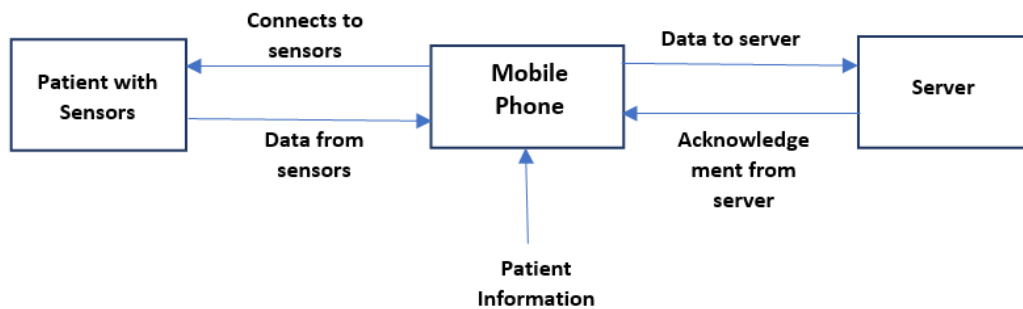 Connects to
sensors
Patient with
Sensors
Data from
sensors
Mobile
Phone
Data to server
Acknowledge
ment from
server
Server
Patient
Information